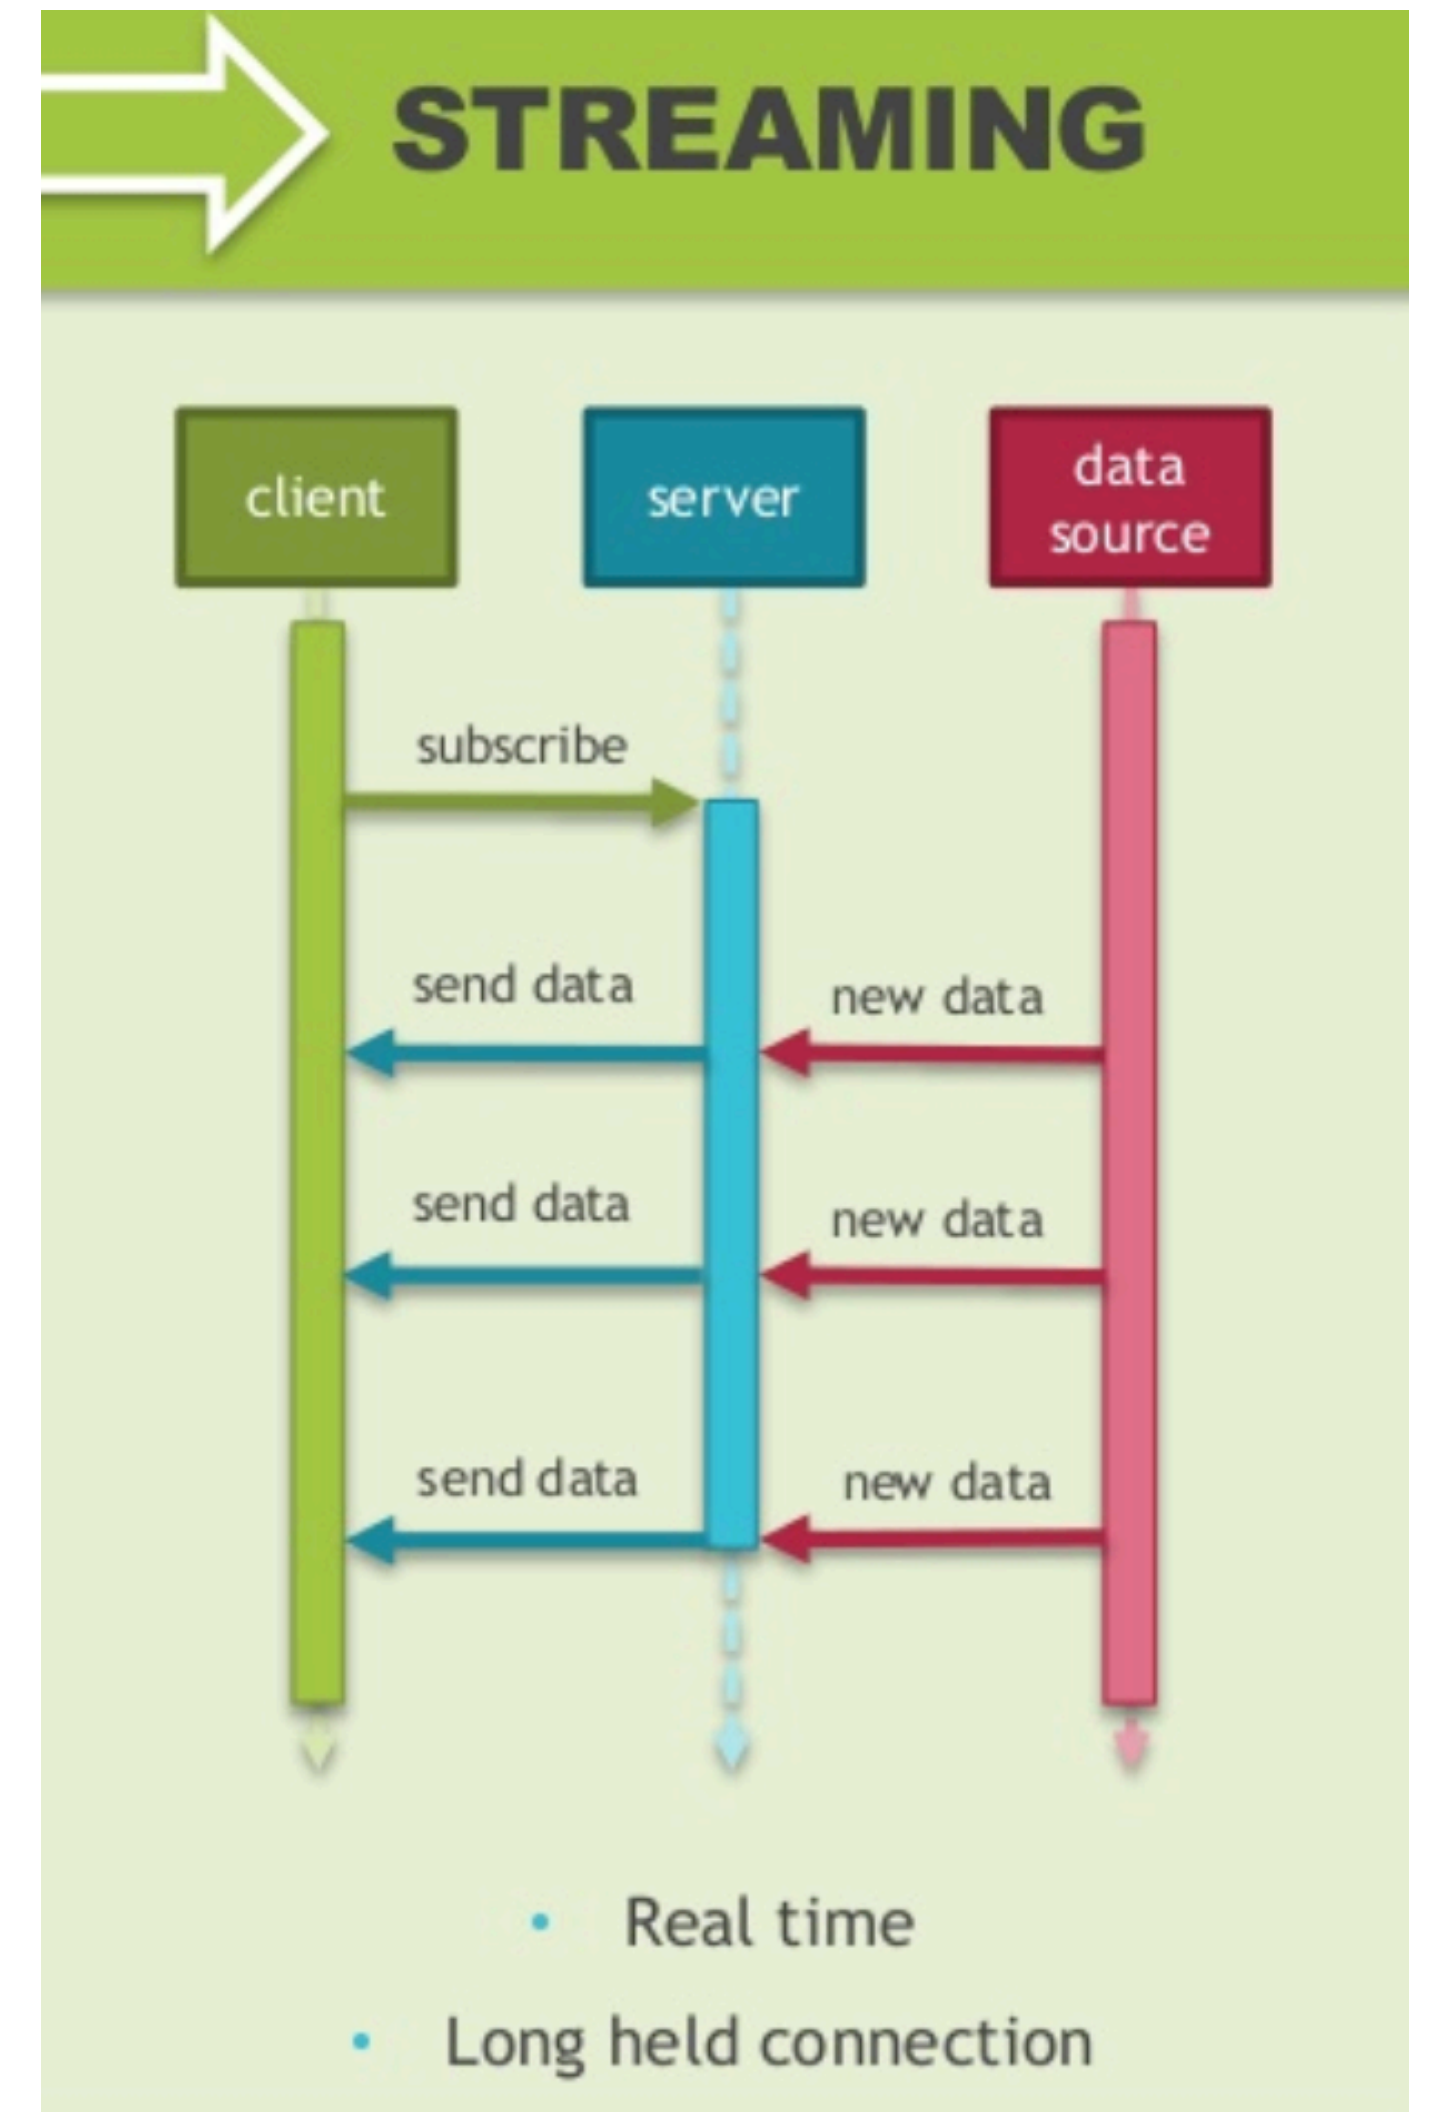 STREAMING
client
server
data
source
subscribe
send data
new data
send data
new data
send data
new data
• Real time
• Long held connection